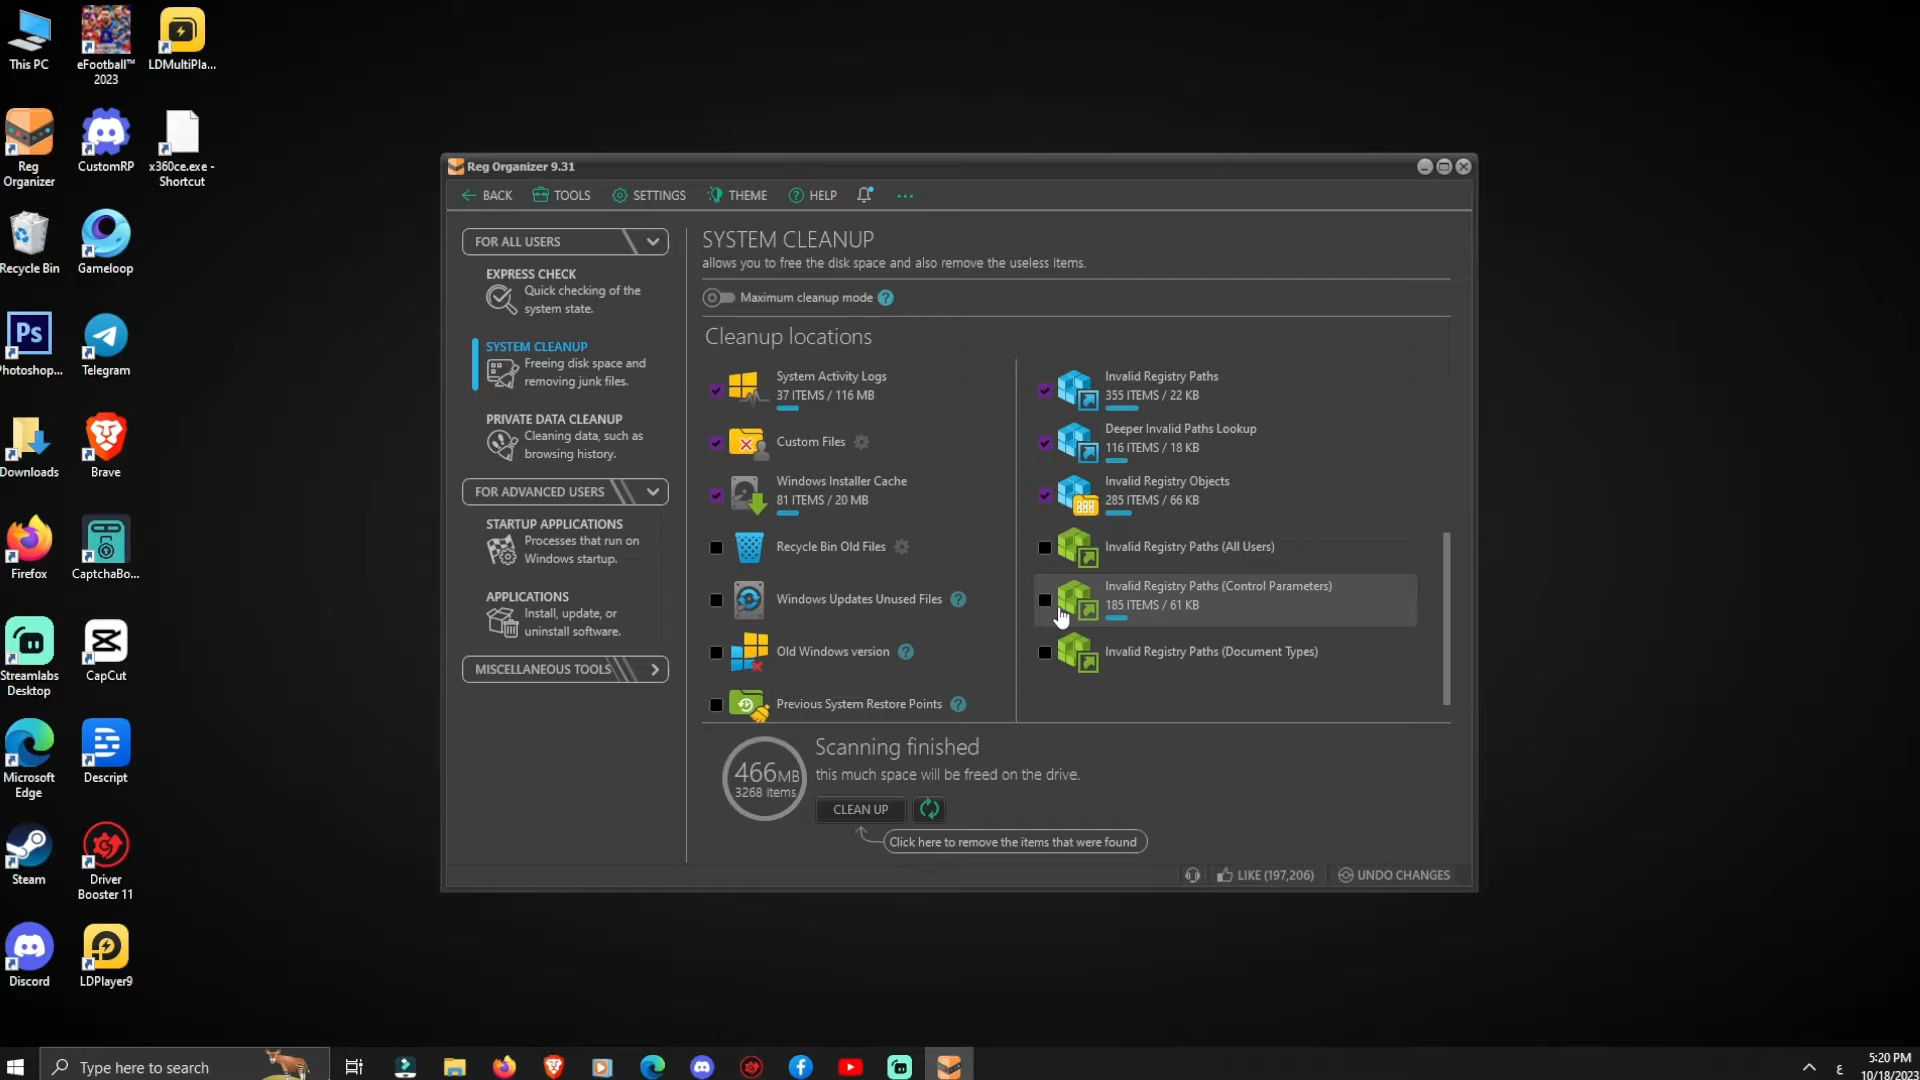 This PC
eFootball™
2023
LDMultiPla...
Reg
Organizer
CustomRP
x360ce.exe -
Shortcut
Recycle Bin
Gameloop
Photoshop...
Telegram
Downloads
Brave
Firefox
CaptchaBo...
Streamlabs
Desktop
CapCut
Microsoft
Edge
Descript
Steam
Driver
Booster 11
Discord
LDPlayer9
Reg Organizer 9.31
BACK
TOOLS
SETTINGS
THEME
HELP
...
FOR ALL USERS
EXPRESS CHECK
Quick checking of the
system state.
SYSTEM CLEANUP
Freeing disk space and
removing junk files.
PRIVATE DATA CLEANUP
Cleaning data, such as
browsing history.
FOR ADVANCED USERS
STARTUP APPLICATIONS
Processes that run on
Windows startup.
APPLICATIONS
Install, update, or
uninstall software.
MISCELLANEOUS TOOLS
SYSTEM CLEANUP
allows you to free the disk space and also remove the useless items.
Maximum cleanup mode ?
Cleanup locations
System Activity Logs
37 ITEMS / 116 MB
Custom Files
Windows Installer Cache
81 ITEMS / 20 MB
Recycle Bin Old Files
Windows Updates Unused Files ?
Old Windows version ?
Previous System Restore Points ?
Invalid Registry Paths
355 ITEMS / 22 KB
Deeper Invalid Paths Lookup
116 ITEMS / 18 KB
Invalid Registry Objects
285 ITEMS / 66 KB
Invalid Registry Paths (All Users)
Invalid Registry Paths (Control Parameters)
185 ITEMS / 61 KB
Invalid Registry Paths (Document Types)
466MB
3268 items
Scanning finished
this much space will be freed on the drive.
CLEAN UP
Click here to remove the items that were found
LIKE (197,206)
UNDO CHANGES
Ps
Type here to search
ع
5:20 PM
10/18/2023